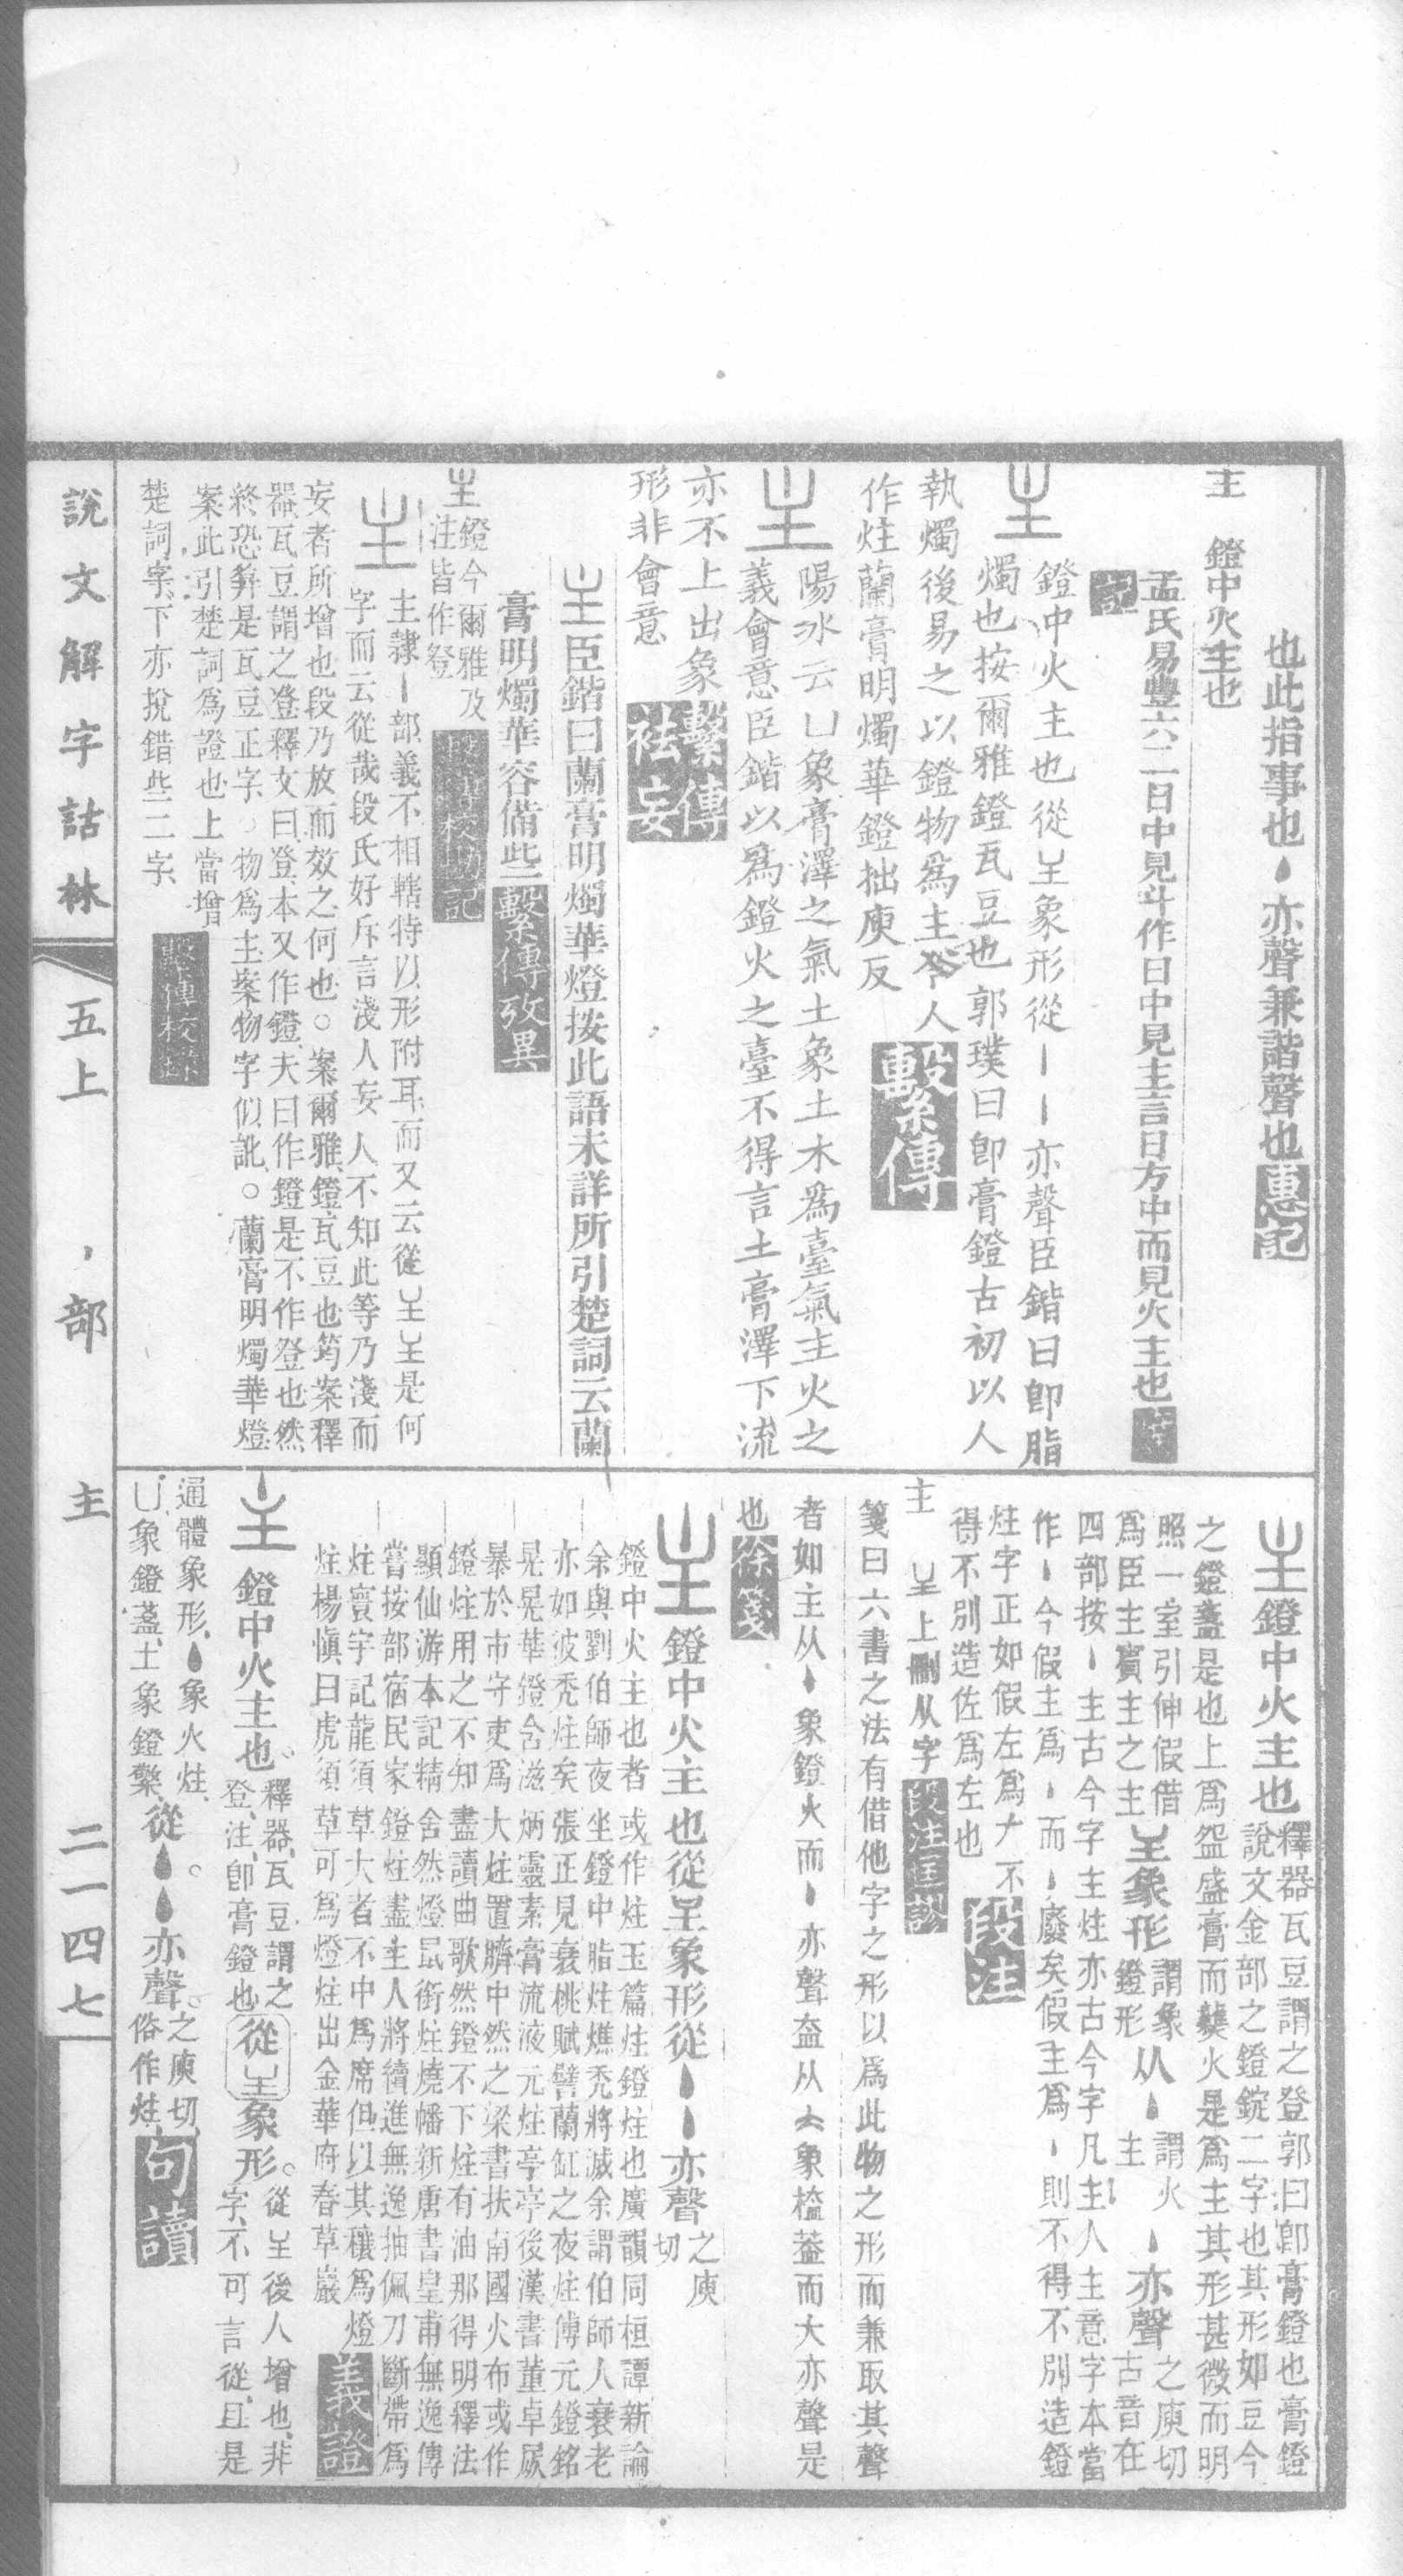 也此指事也丶亦聲兼諧聲也惠記
主
鐙中火主也
孟氏易豐六二日中見斗作日中見主言日方中而見火主也
記
鐙中火主也從𡈼象形從丨丨亦聲臣鍇曰卽脂
燭也按爾雅鐙瓦豆也郭璞曰卽膏鐙古初以人
執燭後易之以鐙物爲主令人
作炷蘭膏明燭華鐙拙庾反繫傳
陽冰云凵象膏澤之氣土象土木爲臺氣主火之
義會意臣鍇以爲鐙火之臺不得言土膏澤下流
亦不上出象
形非會意繫傳祛妄
臣鍇曰蘭膏明燭華燈按此語未詳所引楚詞云蘭
膏明燭華容備些繫傳攷異
鐙今爾雅及
注皆作登
主隸丨部義不相轄特以形附耳而又云從𡈼𡈼是何
字而云從哉段氏好斥言淺人妄人不知此等乃淺而
妄者所增也段乃放而效之何也○案爾雅鐙瓦豆也筠案釋
器瓦豆謂之登釋文曰登本又作鐙夫曰作鐙是不作登也然
終恐䇺是瓦豆正字○物爲主案物字似訛○蘭膏明燭華燈
案此引楚詞爲證也上當增
楚詞字下亦挩錯些二字
繫傳校錄
說文解字詁林
五上
丶部
主
二一四七
鐙中火主也釋器瓦豆謂之登郭曰卽膏鐙也膏鐙
說文金部之鐙錠二字也其形如豆今
之鐙盞是也上爲盌盛膏而㸑火是爲主其形甚微而明
照一室引伸假借
爲臣主賓主之主𡈼象形謂象鐙形从丶謂火主丶亦聲之庾切古音在
四部按丶主古今字主炷亦古今字凡主人主意字本當
作丶今假主爲丶而丶廢矣假主爲丶則不得不別造鐙
炷字正如假左爲𠂇不
得不別造佐爲左也段注
主
𡈼上刪从字段注匡謬
箋曰六書之法有借他字之形以爲此物之形而兼取其聲
者如主从丶象鐙火而丶亦聲盍从大象榼蓋而大亦聲是
也徐箋
鐙中火主也從𡈼象形從丶丶亦聲之庾切
鐙中火主也者或作炷玉篇炷鐙炷也廣韻同桓譚新論
余與劉伯師夜坐鐙中脂炷燋禿將滅余謂伯師人衰老
亦如彼禿炷矣張正見衰桃賦譬蘭缸之夜炷傅元鐙銘
晃晃華鐙含滋炳靈素膏流液元炷亭亭後漢書董卓屍
暴於市守吏爲大炷置臍中然之梁書扶南國火布或作
鐙炷用之不知盡讀曲歌然鐙不下炷有油那得明釋法
顯仙游本記精舍然燈鼠銜炷燒幡新唐書皇甫無逸傳
嘗按部宿民家鐙炷盡主人將續進無逸抽佩刀斷帶爲
炷寰宇記龍須草大者不中爲席但以其穰爲燈
炷楊慎曰虎須草可爲燈炷出金華府春草巖義證
鐙中火主也。釋器、瓦豆謂之登、注、卽膏鐙也從𡈼象形。從𡈼後人增也、非字、不可言從、且是
通體象形、丶象火炷、
凵象鐙盞、土象鐙檠、從丶。丶亦聲。之庾切俗作炷句讀